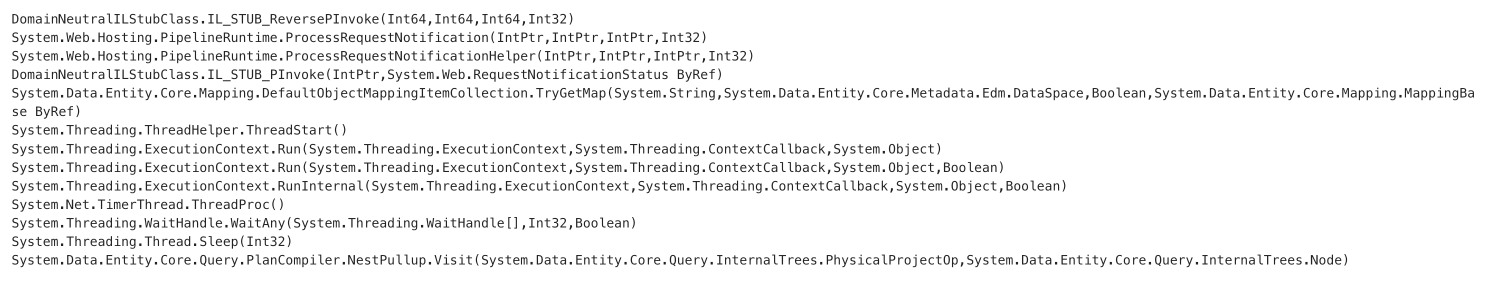 DomainNeutralILStubClass.IL_STUB_ReversePInvoke(Int64,Int64,Int64,Int32)
System.Web.Hosting.PipelineRuntime.ProcessRequestNotification(IntPtr,IntPtr,IntPtr,Int32)
System.Web.Hosting.PipelineRuntime.ProcessRequestNotificationHelper(IntPtr,IntPtr,IntPtr,Int32)
DomainNeutralILStubClass.IL_STUB_PInvoke(IntPtr,System.Web.RequestNotificationStatus ByRef)
System.Data.Entity.Core.Mapping.DefaultObjectMappingItemCollection.TryGetMap(System.String,System.Data.Entity.Core.Metadata.Edm.DataSpace,Boolean,System.Data.Entity.Core.Mapping.MappingBa
se ByRef)
System.Threading.ThreadHelper.ThreadStart()
System.Threading.ExecutionContext.Run(System.Threading.ExecutionContext,System.Threading.ContextCallback,System.Object)
System.Threading.ExecutionContext.Run(System.Threading.ExecutionContext,System.Threading.ContextCallback,System.Object,Boolean)
System.Threading.ExecutionContext.RunInternal(System.Threading.ExecutionContext,System.Threading.ContextCallback,System.Object,Boolean)
System.Net.TimerThread.ThreadProc()
System.Threading.WaitHandle.WaitAny(System.Threading.WaitHandle[],Int32,Boolean)
System.Threading.Thread.Sleep(Int32)
System.Data.Entity.Core.Query.PlanCompiler.NestPullup.Visit(System.Data.Entity.Core.Query.InternalTrees.PhysicalProjectOp,System.Data.Entity.Core.Query.InternalTrees.Node)